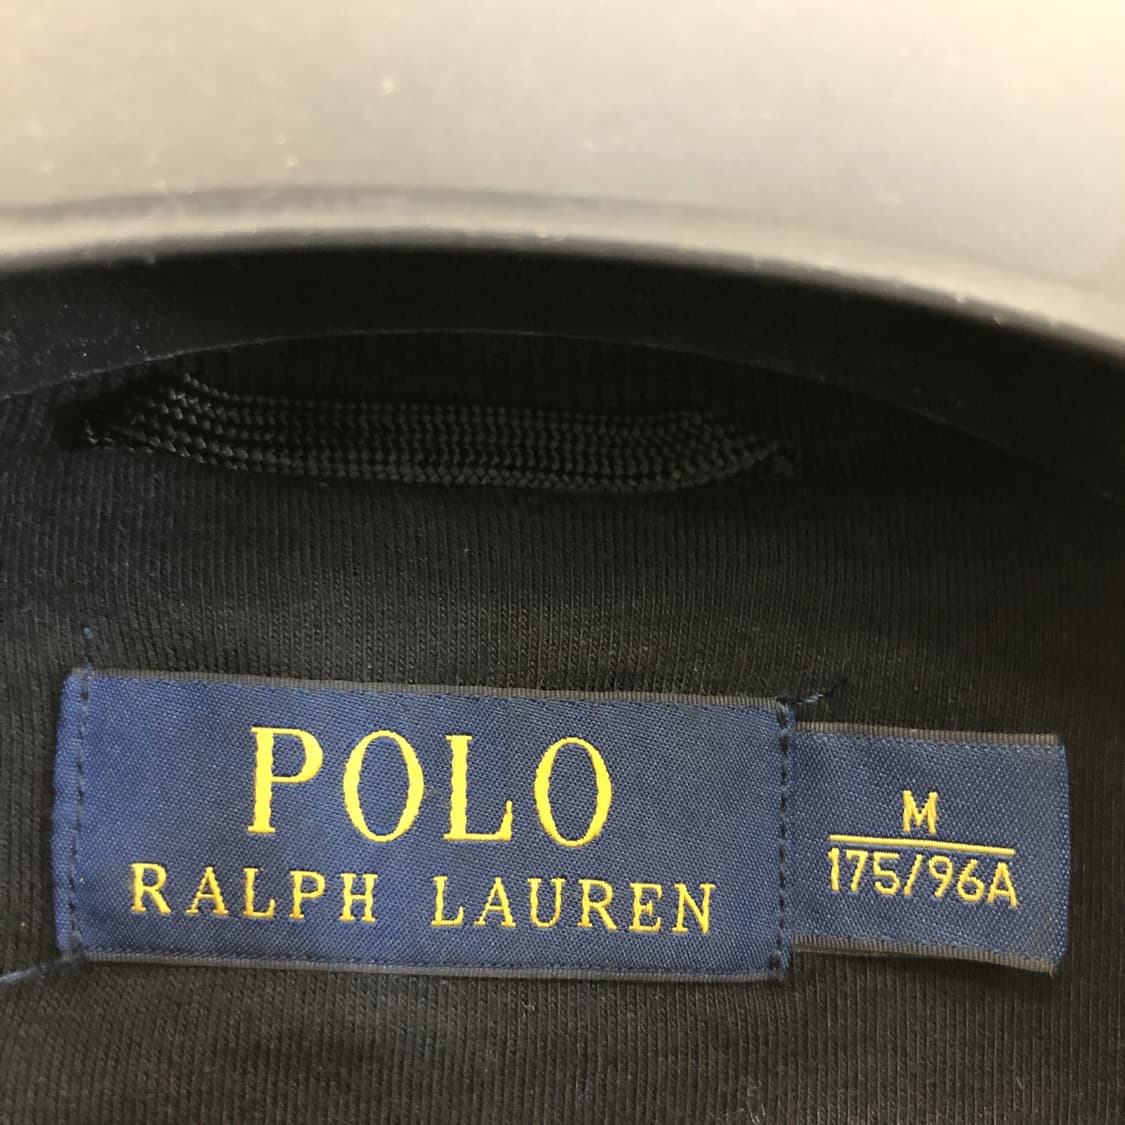 POLO
RALPH LAUREN
M
175/96A